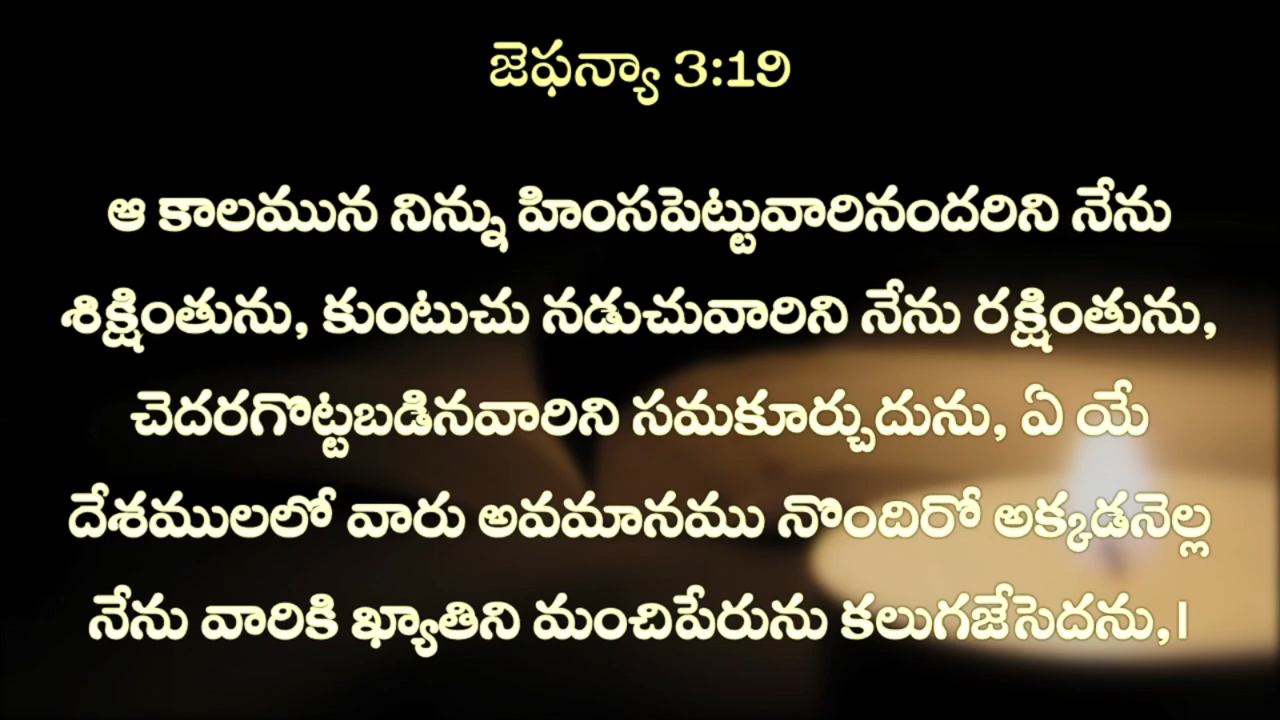 జెఫన్యా 3:19
ఆ కాలమున నిన్ను హింసపెట్టువారినందరిని నేను
శిక్షింతును, కుంటుచు నడుచువారిని నేను రక్షింతును,
చెదరగొట్టబడినవారిని సమకూర్చుదును, ఏ యే
దేశములలో వారు అవమానము నొందిరో అక్కడనెల్ల
నేను వారికి ఖ్యాతిని మంచిపేరును కలుగజేసెదను,।